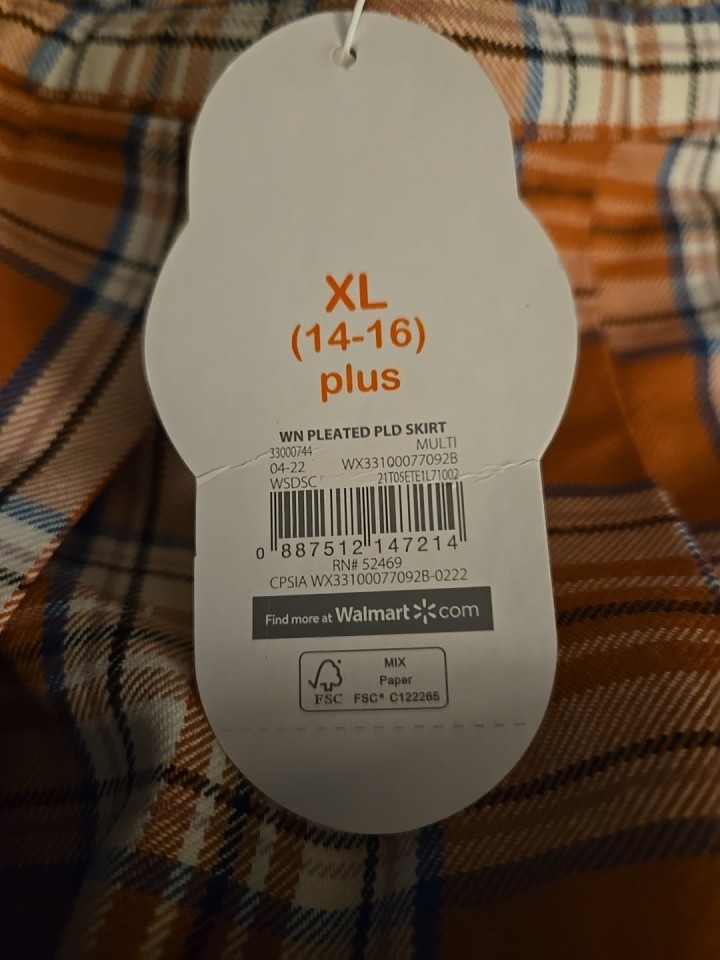 XL
(14-16)
plus
WN PLEATED PLD SKIRT
33000744 MULTI
04-22 WX33100077092B
WSDSC 21T05ETE1L71002
0 887512 147214
RN# 52469
CPSIA WX33100077092B-0222
Find more at Walmart com
FSC
MIX
Paper
FSC® C122265